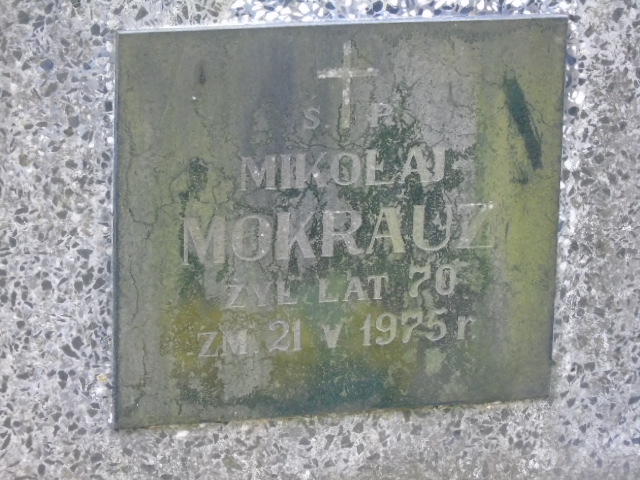 Ś. P.
MIKOŁAJ
MOKRAUZ
ŻYŁ LAT 70
ZM. 21 V 1975 r.